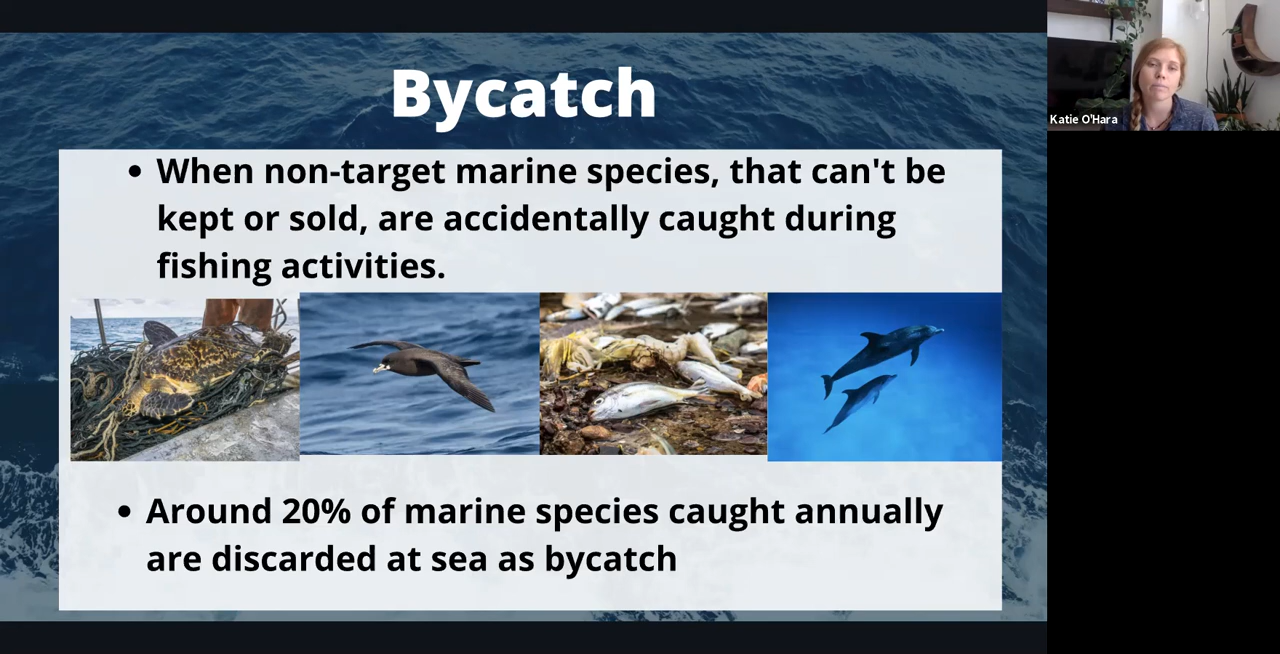 Bycatch
• When non-target marine species, that can't be
kept or sold, are accidentally caught during
fishing activities.
• Around 20% of marine species caught annually
are discarded at sea as bycatch
Katie O'Hara